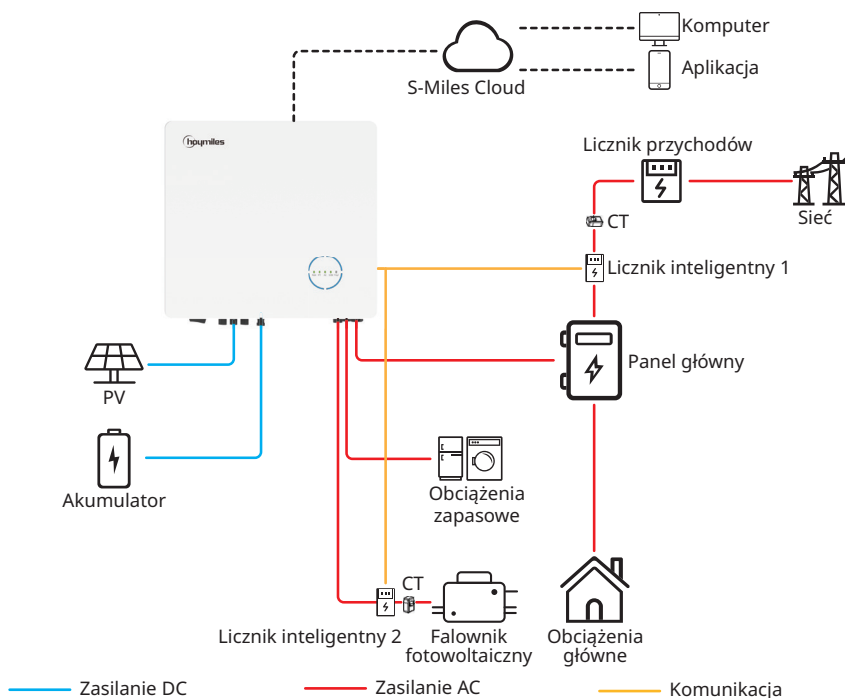 Komputer
Aplikacja
S-Miles Cloud
hoymiles
Licznik przychodów
Sieć
CT
Licznik inteligentny 1
Panel główny
PV
Akumulator
Obciążenia
zapasowe
CT
Licznik inteligentny 2
Falownik
fotowoltaiczny
Obciążenia
główne
Zasilanie DC
Zasilanie AC
Komunikacja